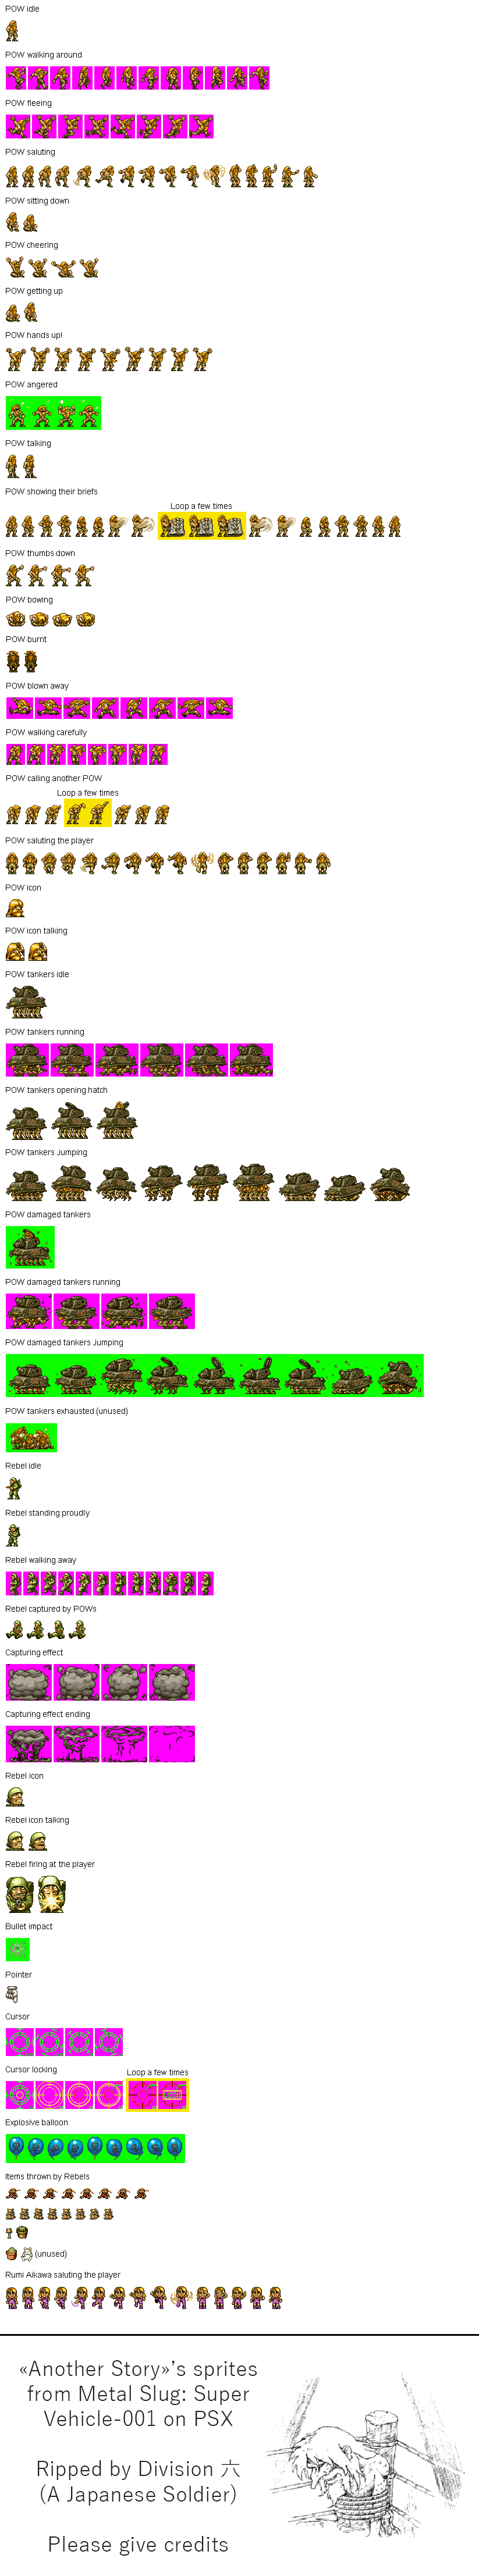 POW idle
POW walking around
POW fleeing
POW saluting
POW sitting down
POW cheering
POW getting up
POW hands up!
POW angered
POW talking
POW showing their briefs
Loop a few times
POW thumbs down
POW bowing
POW burnt
POW blown away
POW walking carefully
POW calling another POW
Loop a few times
POW saluting the player
POW icon
POW icon talking
POW tankers idle
POW tankers running
POW tankers opening hatch
POW tankers Jumping
POW damaged tankers
POW damaged tankers running
POW damaged tankers Jumping
POW tankers exhausted (unused)
Rebel idle
Rebel standing proudly
Rebel walking away
Rebel captured by POWs
Capturing effect
Capturing effect ending
Rebel icon
Rebel icon talking
Rebel firing at the player
Bullet impact
Pointer
Cursor
Cursor locking
Loop a few times
Explosive balloon
Items thrown by Rebels
(unused)
Rumi Aikawa saluting the player
«Another Story»’s sprites
from Metal Slug: Super
Vehicle-001 on PSX
Ripped by Division 六
(A Japanese Soldier)
Please give credits